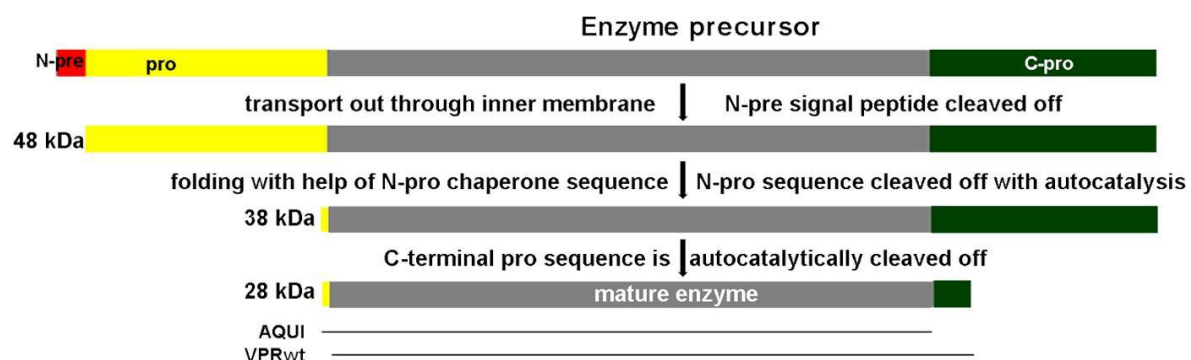 Enzyme precursor
N-pre pro C-pro
transport out through inner membrane N-pre signal peptide cleaved off
48 kDa
folding with help of N-pro chaperone sequence N-pro sequence cleaved off with autocatalysis
38 kDa
C-terminal pro sequence is autocatalytically cleaved off
28 kDa mature enzyme
AQUI
VPRwt